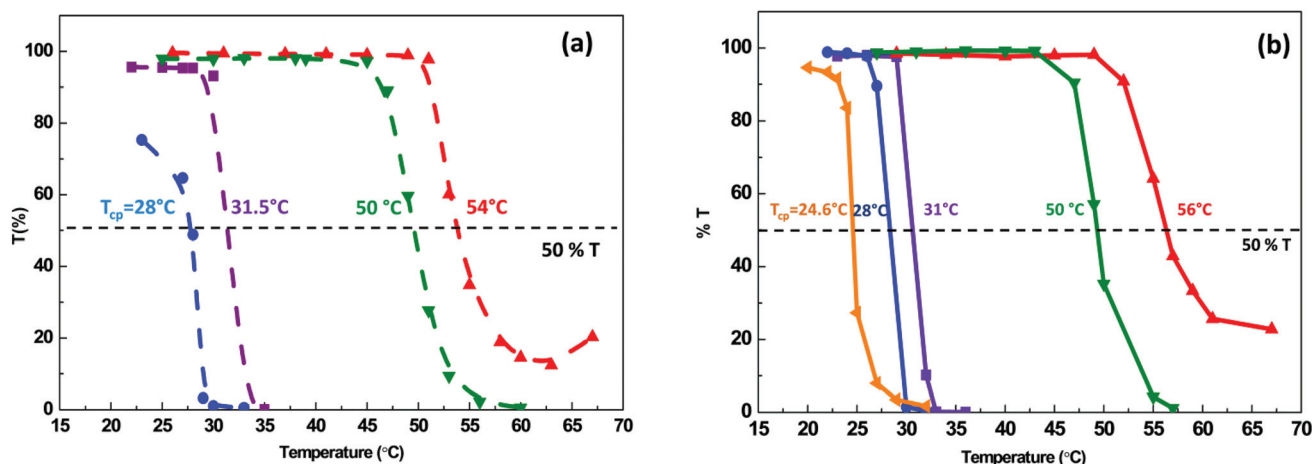 (a)
T(%)
100
80
60
40
20
0
T_cp=28°C
31.5°C
50 °C
54°C
50 % T
15 20 25 30 35 40 45 50 55 60 65 70
Temperature (°C)
(b)
% T
100
80
60
40
20
0
T_cp=24.6°C
28°C
31°C
50 °C
56°C
50 % T
15 20 25 30 35 40 45 50 55 60 65 70
Temperature (°C)